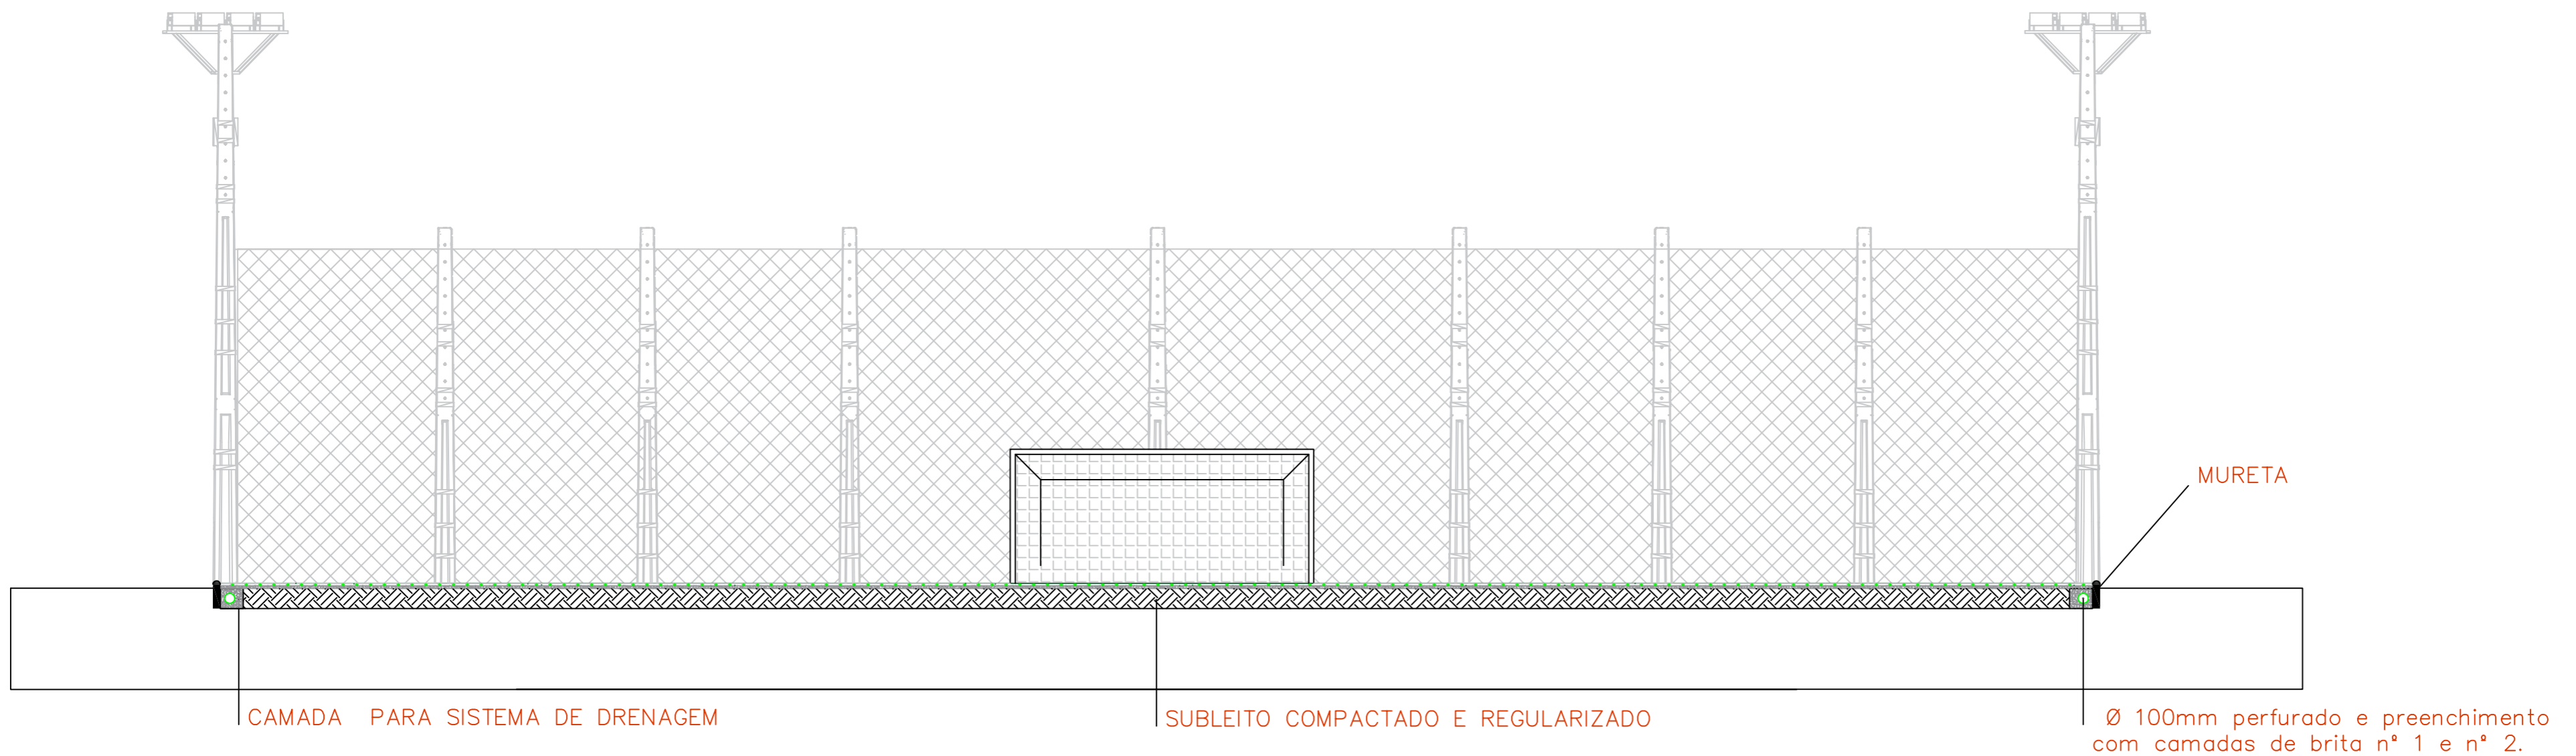 MURETA
CAMADA PARA SISTEMA DE DRENAGEM
SUBLEITO COMPACTADO E REGULARIZADO
Ø 100mm perfurado e preenchimento
com camadas de brita nº 1 e nº 2.